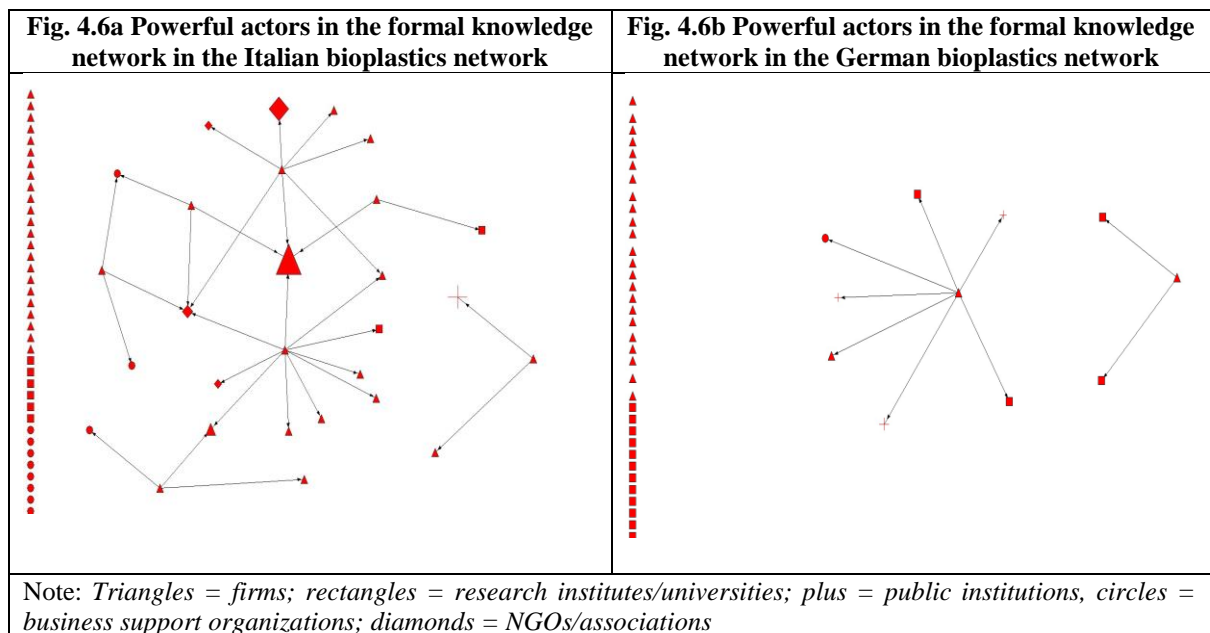 Fig. 4.6a Powerful actors in the formal knowledge
network in the Italian bioplastics network
Fig. 4.6b Powerful actors in the formal knowledge
network in the German bioplastics network
Note: Triangles = firms; rectangles = research institutes/universities; plus = public institutions, circles =
business support organizations; diamonds = NGOs/associations